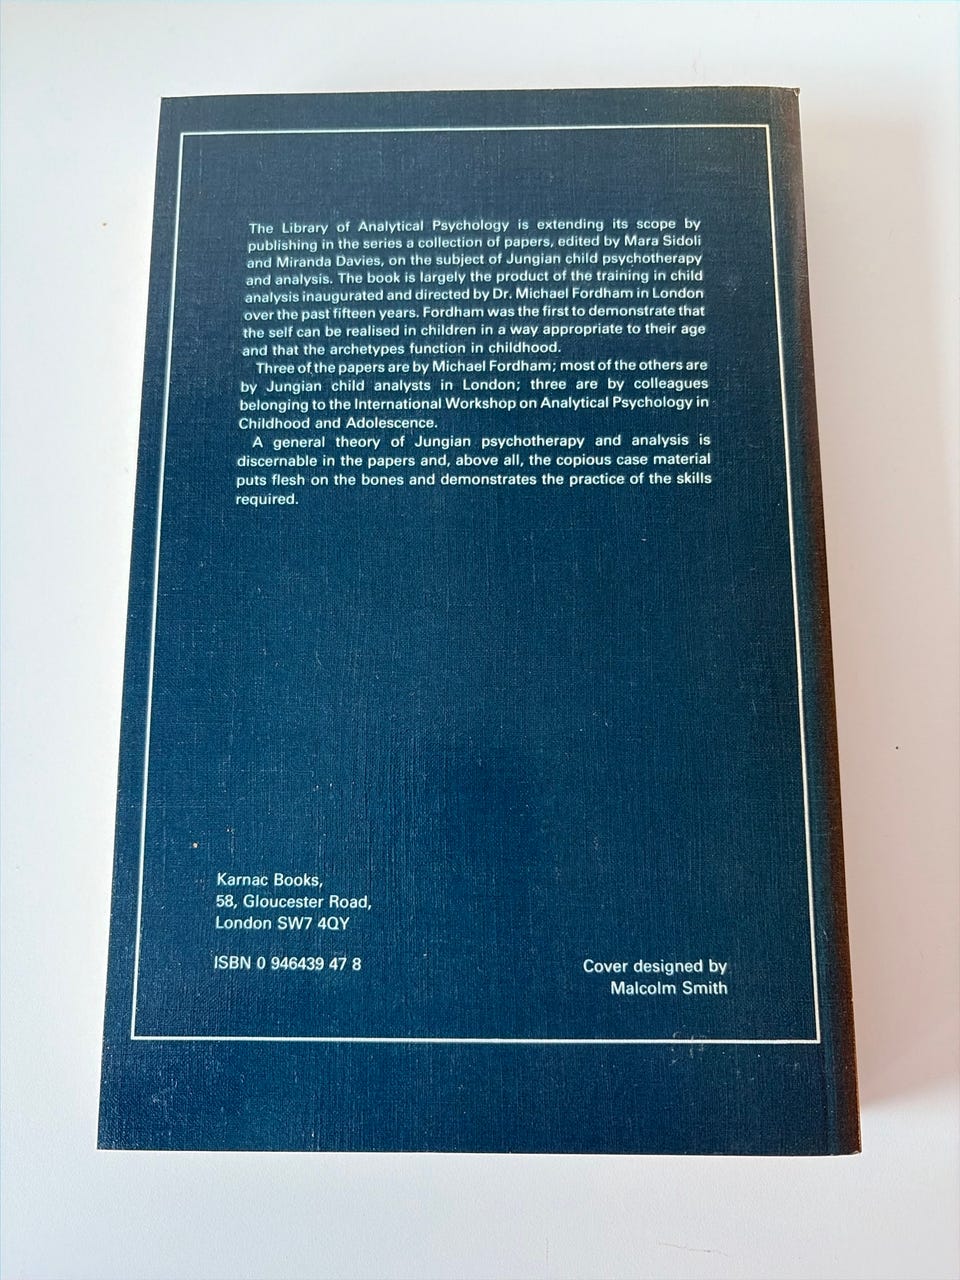 The Library of Analytical Psychology is extending its scope by
publishing in the series a collection of papers, edited by Mara Sidoli
and Miranda Davies, on the subject of Jungian child psychotherapy
and analysis. The book is largely the product of the training in child
analysis inaugurated and directed by Dr. Michael Fordham in London
over the past fifteen years. Fordham was the first to demonstrate that
the self can be realised in children in a way appropriate to their age
and that the archetypes function in childhood.
Three of the papers are by Michael Fordham; most of the others are
by Jungian child analysts in London; three are by colleagues
belonging to the International Workshop on Analytical Psychology in
Childhood and Adolescence.
A general theory of Jungian psychotherapy and analysis is
discernable in the papers and, above all, the copious case material
puts flesh on the bones and demonstrates the practice of the skills
required.
Karnac Books,
58, Gloucester Road,
London SW7 4QY
ISBN 0 946439 47 8
Cover designed by
Malcolm Smith